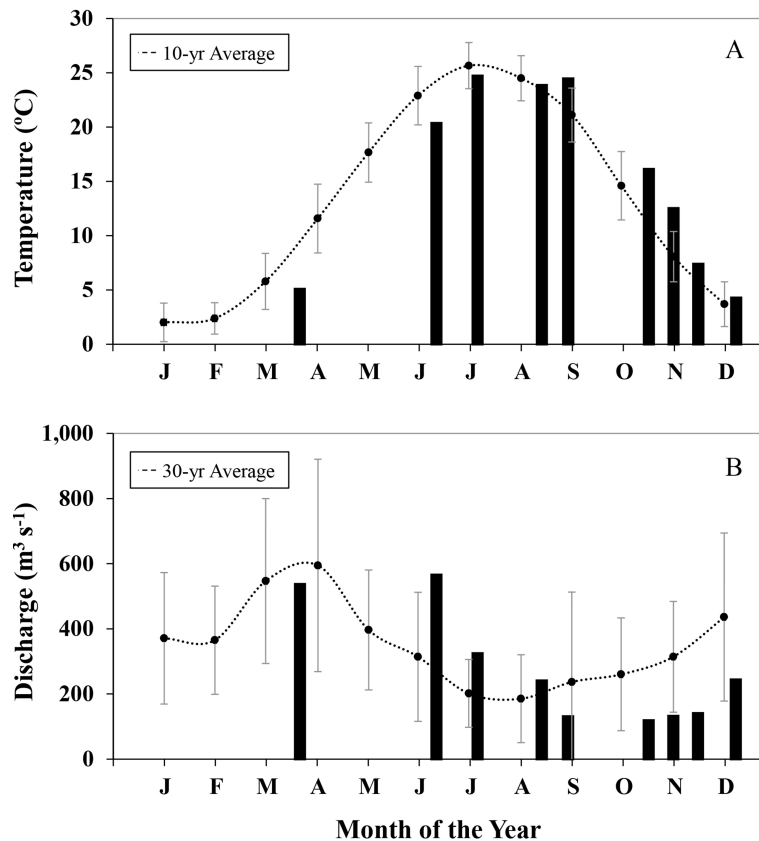 30
25
20
15
10
5
0
Temperature (ºC)
10-yr Average
A
J F M A M J J A S O N D
1,000
800
600
400
200
0
Discharge (m³ s⁻¹)
30-yr Average
B
J F M A M J J A S O N D
Month of the Year